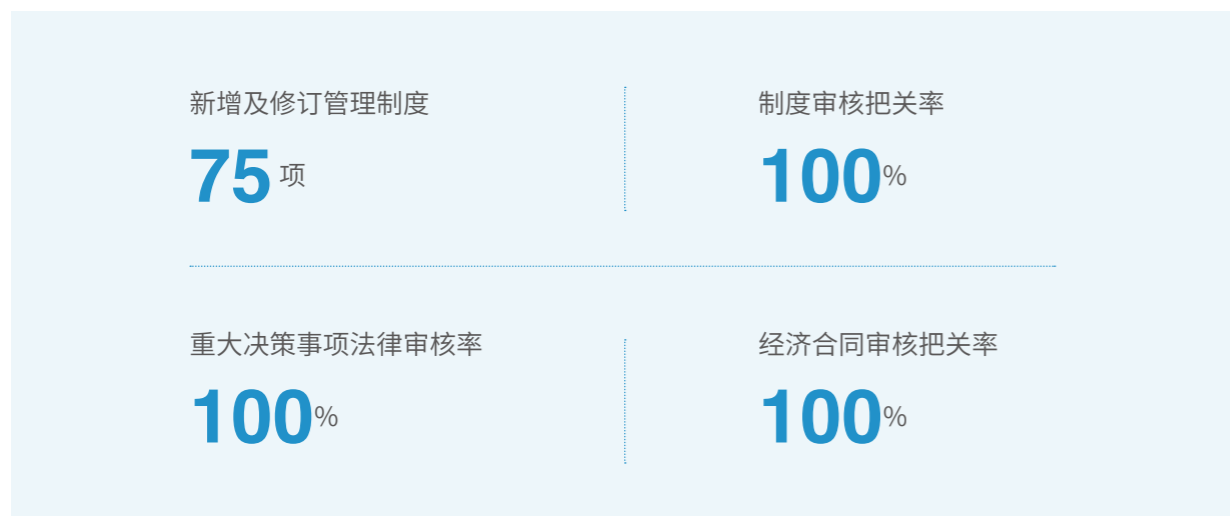 新增及修订管理制度
75 项
制度审核把关率
100%
重大决策事项法律审核率
100%
经济合同审核把关率
100%